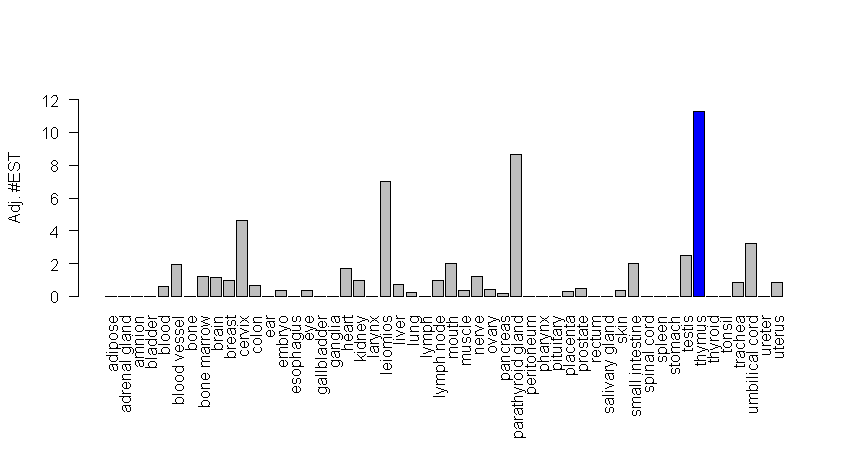 Adj. #EST
12
10
8
6
4
2
0
adipose
adrenal gland
amnion
bladder
blood
blood vessel
bone
bone marrow
brain
breast
cervix
colon
ear
embryo
esophagus
eye
gallbladder
ganglia
heart
kidney
larynx
leiomios
liver
lung
lymph
lymph node
mouth
muscle
nerve
ovary
pancreas
parathyroid gland
peritoneum
pharynx
pituitary
placenta
prostate
rectum
salivary gland
skin
small intestine
spinal cord
spleen
stomach
testis
thymus
thyroid
tonsil
trachea
umbilical cord
ureter
uterus